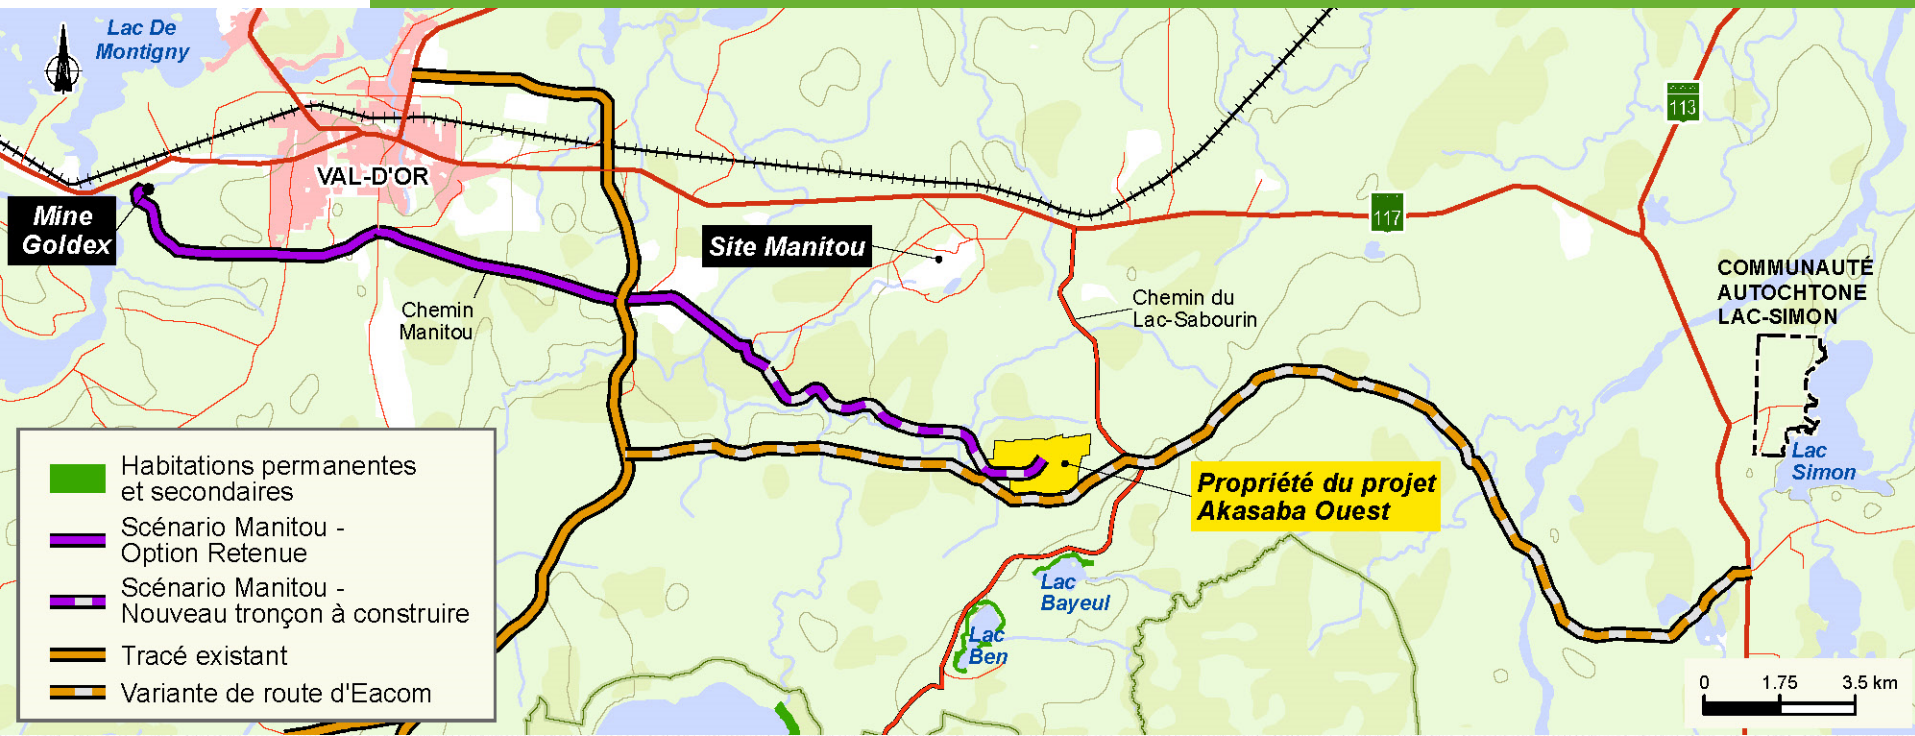 Lac De
Montigny
113
VAL-D'OR
Mine
Goldex
117
Site Manitou
COMMUNAUTÉ
AUTOCHTONE
LAC-SIMON
Chemin
Manitou
Chemin du
Lac-Sabourin
Lac
Simon
Propriété du projet
Akasaba Ouest
Habitations permanentes
et secondaires
Scénario Manitou -
Option Retenue
Scénario Manitou -
Nouveau tronçon à construire
Tracé existant
Variante de route d'Eacom
Lac
Bayeul
Lac
Ben
0 1.75 3.5 km